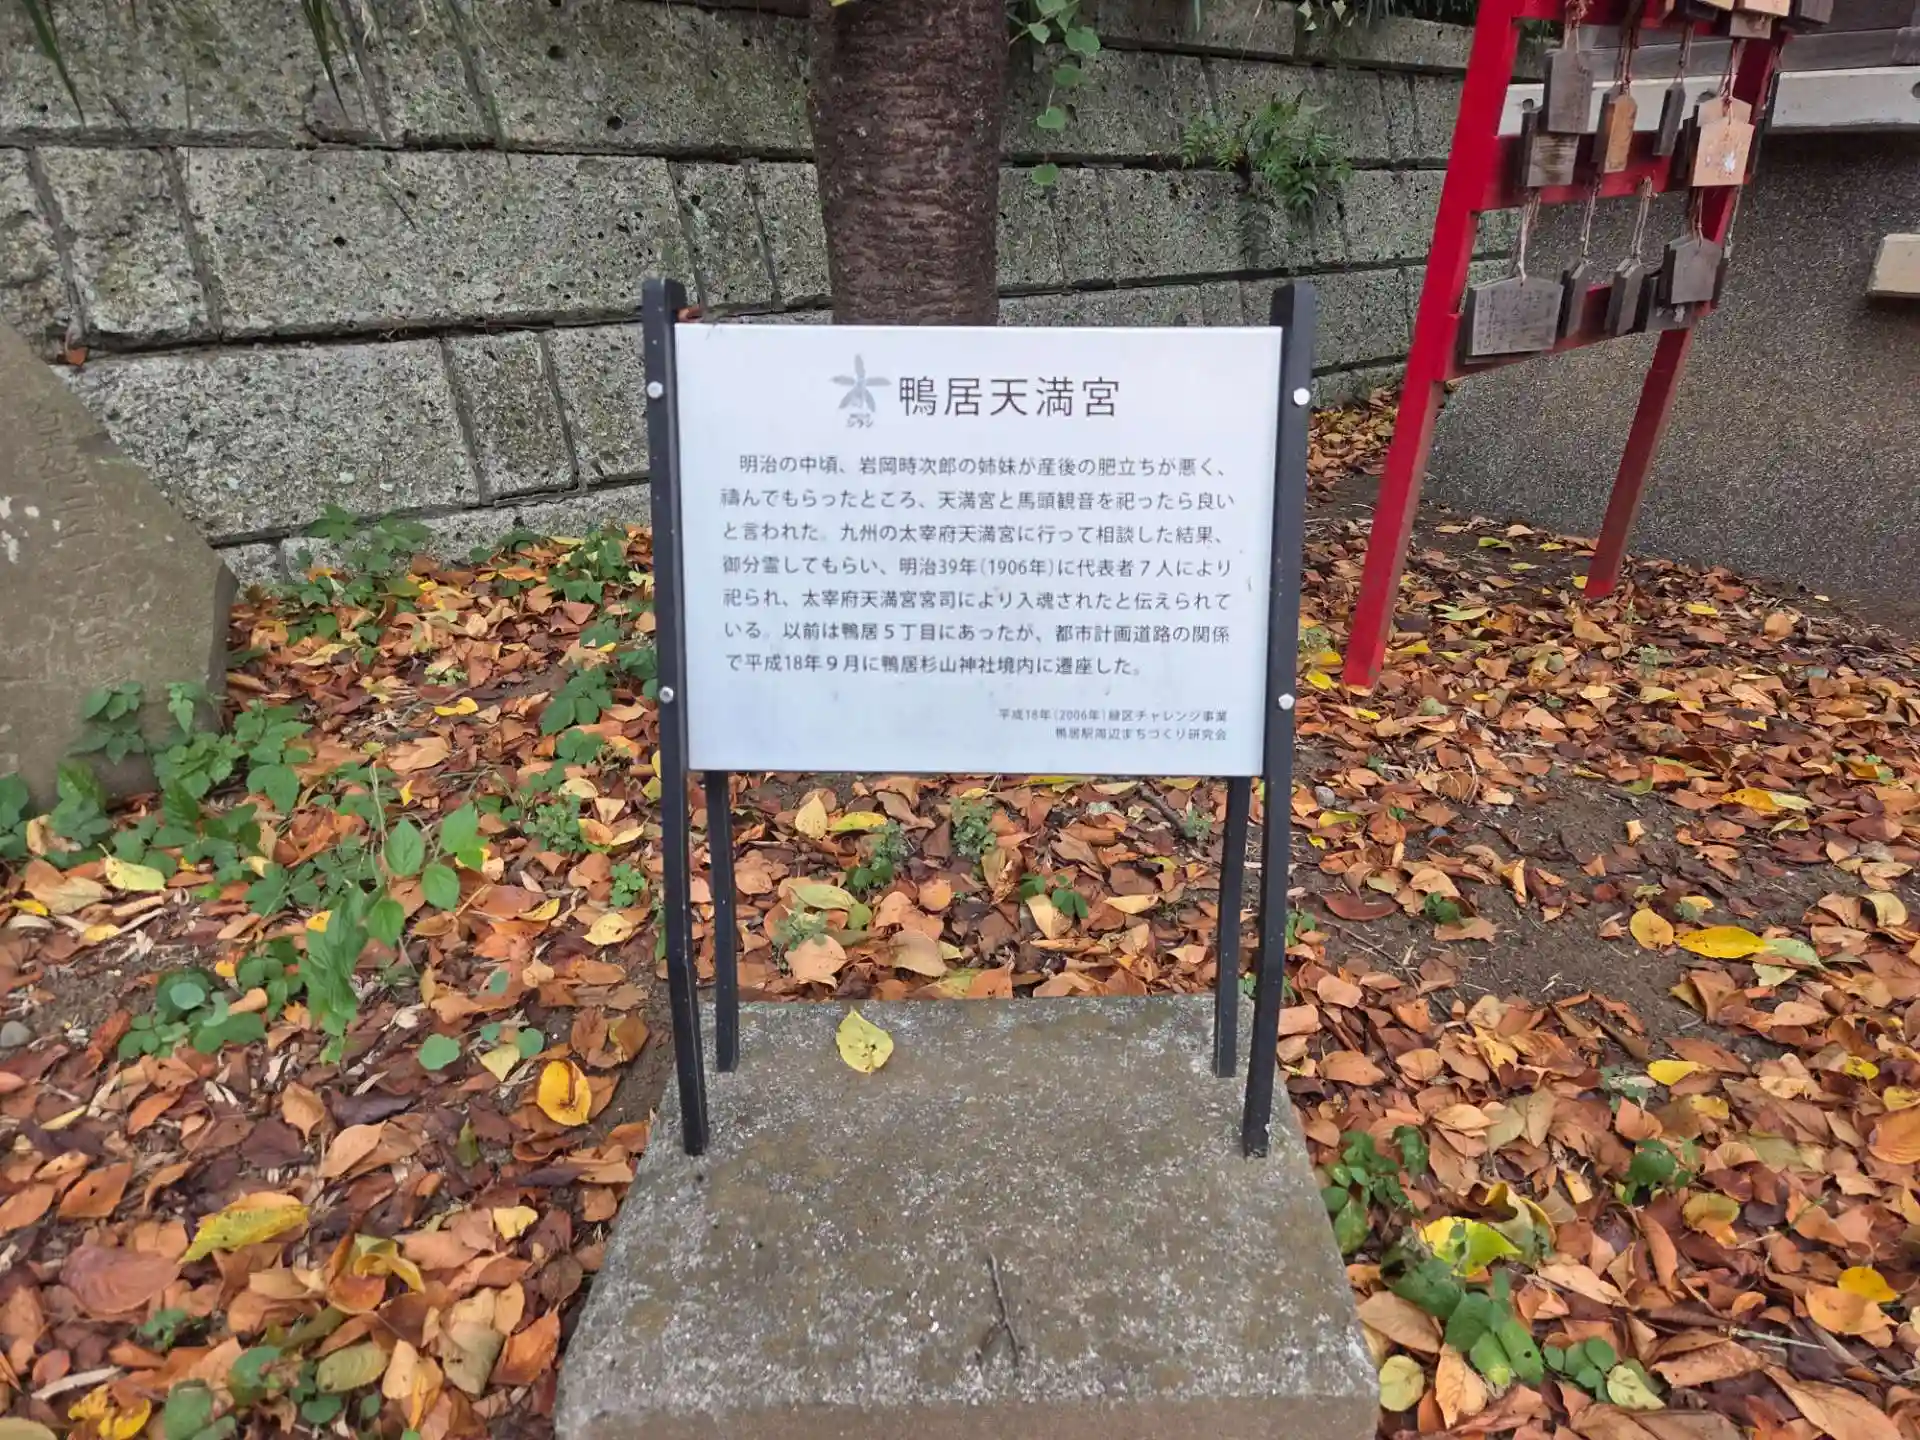 鴨居天満宮
シラン
明治の中頃、岩岡時次郎の姉妹が産後の肥立ちが悪く、
禱んでもらったところ、天満宮と馬頭観音を祀ったら良い
と言われた。九州の太宰府天満宮に行って相談した結果、
御分霊してもらい、明治39年(1906年)に代表者７人により
祀られ、太宰府天満宮宮司により入魂されたと伝えられて
いる。以前は鴨居５丁目にあったが、都市計画道路の関係
で平成18年９月に鴨居杉山神社境内に遷座した。
平成18年(2006年)緑区チャレンジ事業
鴨居駅周辺まちづくり研究会